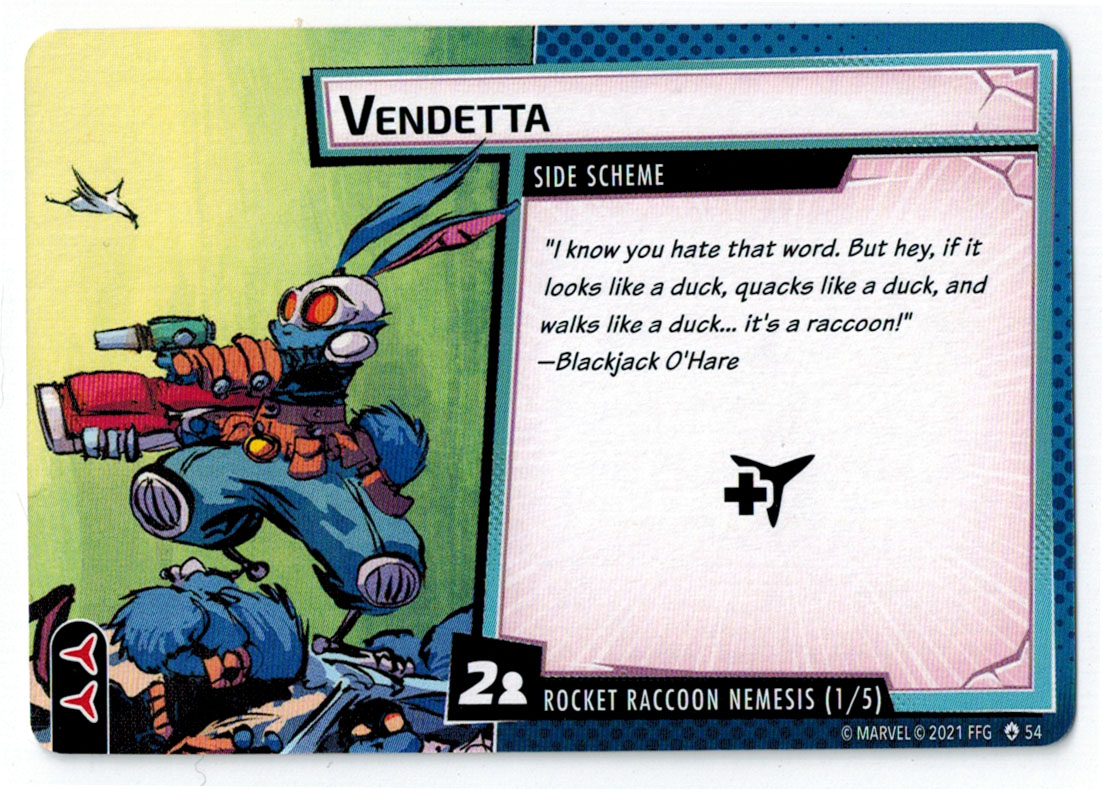 VENDETTA
SIDE SCHEME
"I know you hate that word. But hey, if it
looks like a duck, quacks like a duck, and
walks like a duck... it's a raccoon!"
—Blackjack O'Hare
2
ROCKET RACCOON NEMESIS (1/5)
© MARVEL © 2021 FFG 54